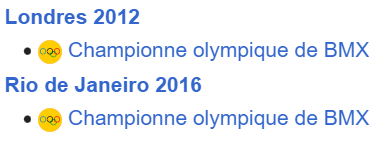 Londres 2012
Championne olympique de BMX
Rio de Janeiro 2016
Championne olympique de BMX